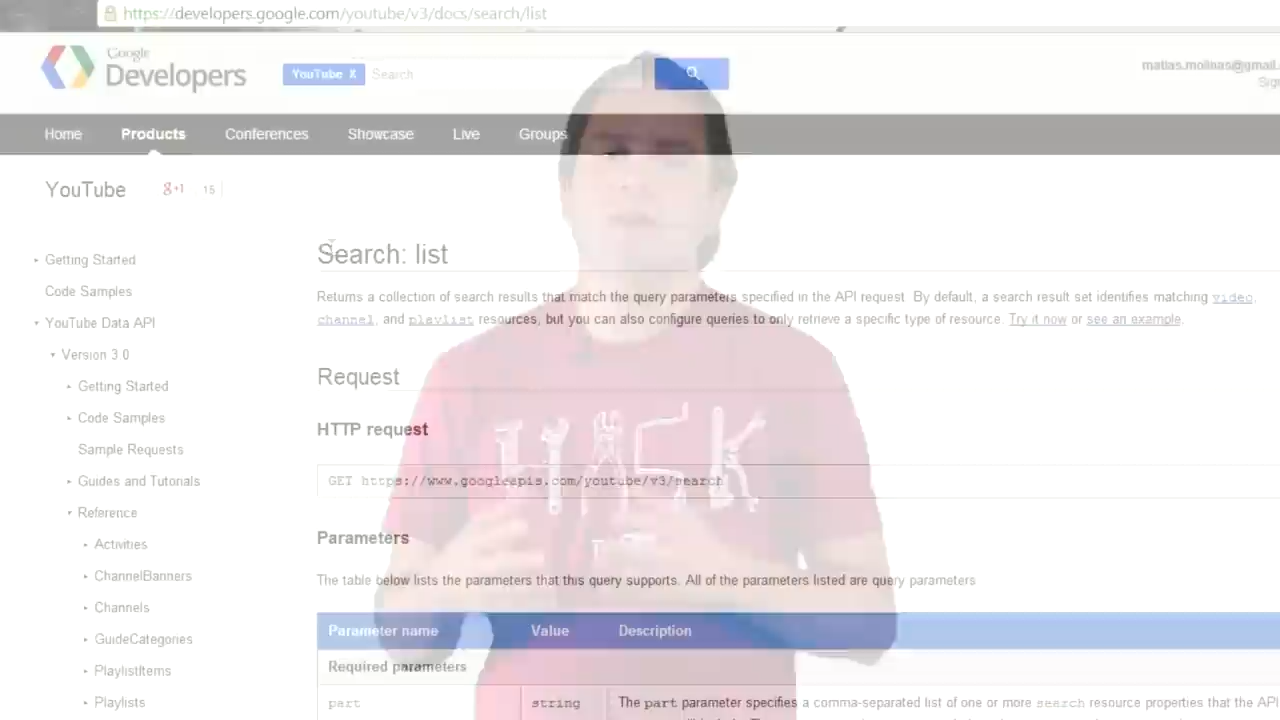 https://developers.google.com/youtube/v3/docs/search/list
Google
Developers
YouTube X
Search
matias.molinas@gmail.
Sign
Home Products Conferences Showcase Live Groups
YouTube
g+1 15
Getting Started
Code Samples
YouTube Data API
Version 3.0
Getting Started
Code Samples
Sample Requests
Guides and Tutorials
Reference
Activities
ChannelBanners
Channels
GuideCategories
PlaylistItems
Playlists
Search: list
Returns a collection of search results that match the query parameters specified in the API request. By default, a search result set identifies matching video,
channel, and playlist resources, but you can also configure queries to only retrieve a specific type of resource. Try it now or see an example.
Request
HTTP request
GET https://www.googleapis.com/youtube/v3/search
Parameters
The table below lists the parameters that this query supports. All of the parameters listed are query parameters
Parameter name Value Description
Required parameters
part string The part parameter specifies a comma-separated list of one or more search resource properties that the API
HACK